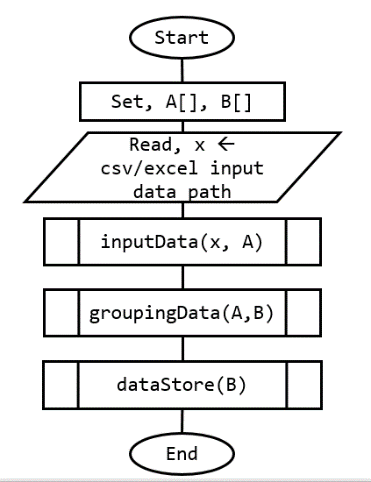 Start
Set, A[], B[]
Read, x ←
csv/excel input
data path
inputData(x, A)
groupingData(A,B)
dataStore(B)
End